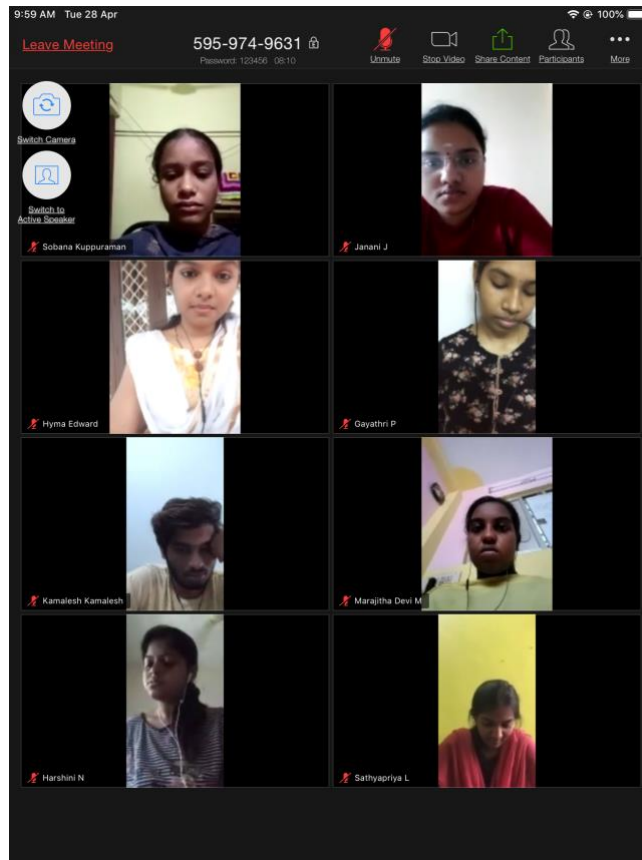 9:59 AM Tue 28 Apr
100%
Leave Meeting
595-974-9631
Password: 123456 08:10
Unmute
Stop Video
Share Content
Participants
More
Switch Camera
Switch to
Active Speaker
Sobana Kuppuraman
Janani J
Hyma Edward
Gayathri P
Kamalesh Kamalesh
Marajitha Devi M
Harshini N
Sathyapriya L